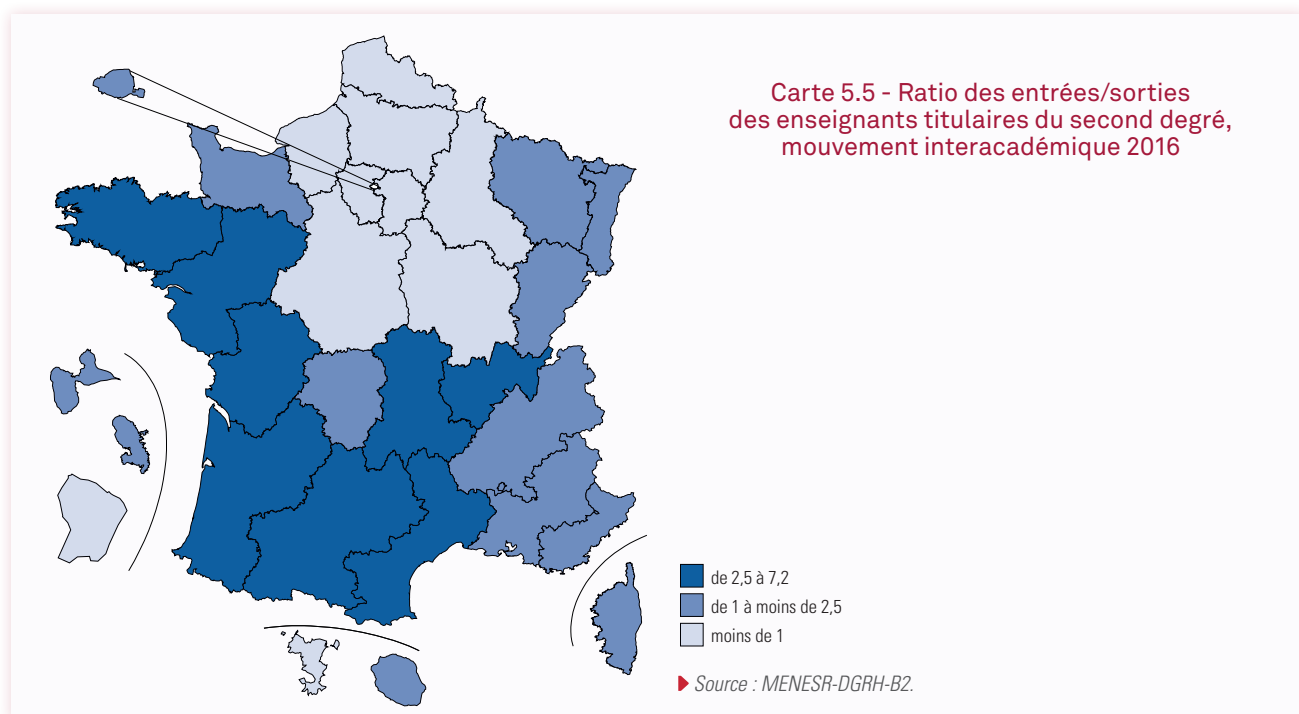 Carte 5.5 - Ratio des entrées/sorties
des enseignants titulaires du second degré,
mouvement interacadémique 2016
de 2,5 à 7,2
de 1 à moins de 2,5
moins de 1
Source : MENESR-DGRH-B2.